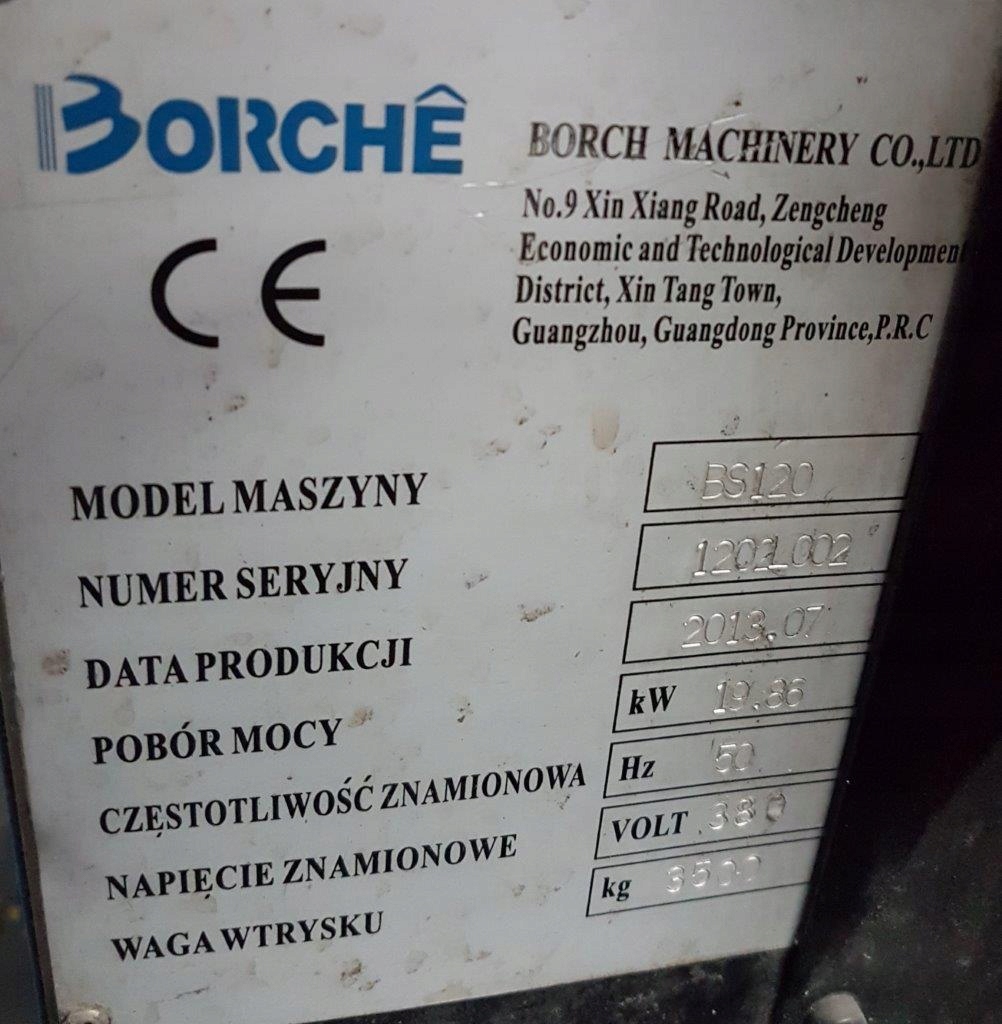 BORCHÊ
BORCH MACHINERY CO.,LTD
No.9 Xin Xiang Road, Zengcheng
Economic and Technological Development
District, Xin Tang Town,
Guangzhou, Guangdong Province,P.R.C
CE
MODEL MASZYNY BS120
NUMER SERYJNY 1201002
DATA PRODUKCJI 2013.07
POBÓR MOCY kW 19.86
CZĘSTOTLIWOŚĆ ZNAMIONOWA Hz 50
NAPIĘCIE ZNAMIONOWE VOLT 380
WAGA WTRYSKU kg 3500